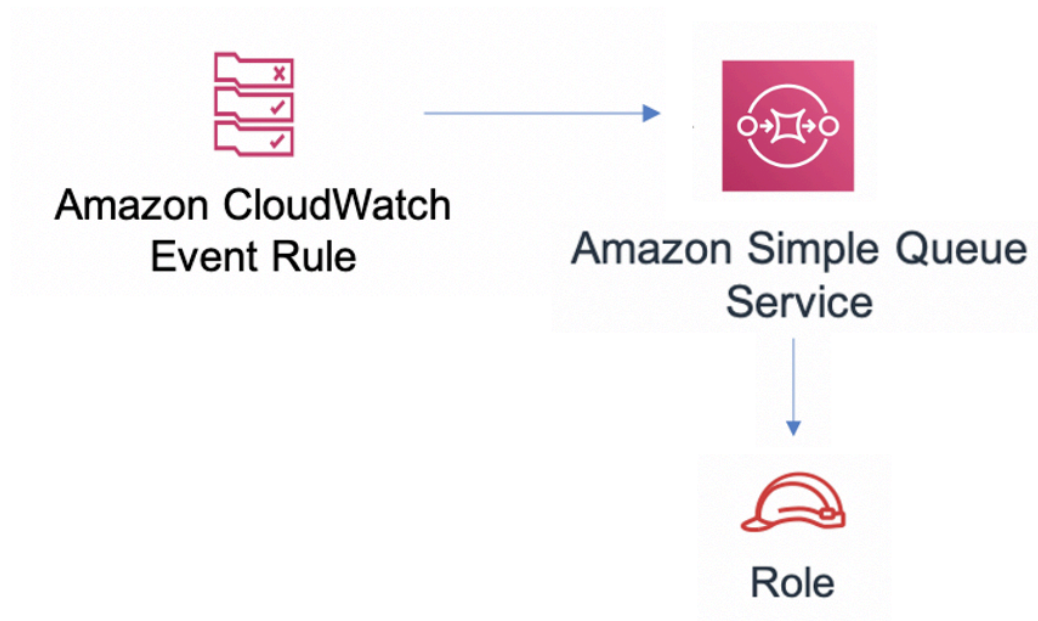 Amazon CloudWatch
Event Rule
Amazon Simple Queue
Service
Role